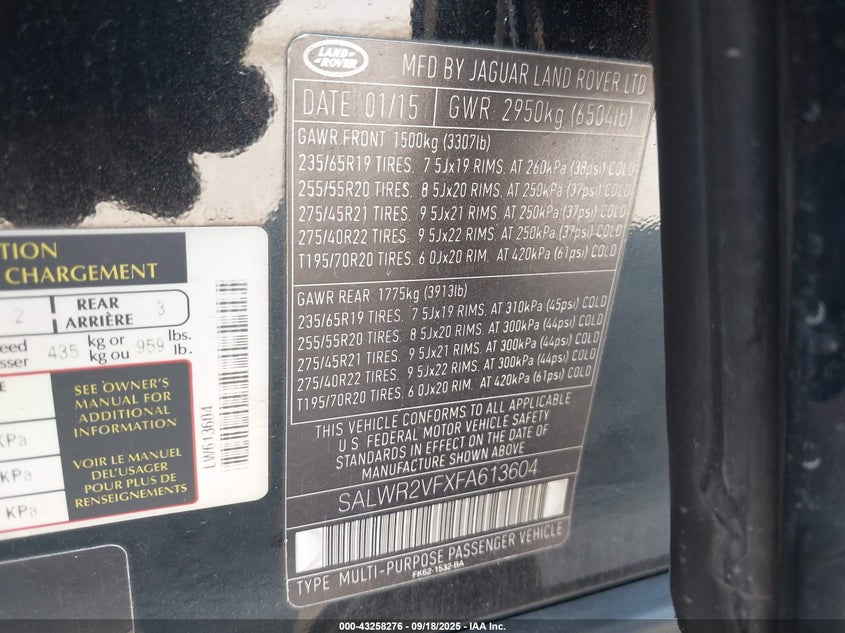 LAND
ROVER
MFD BY JAGUAR LAND ROVER LTD
DATE 01/15 GWR: 2950kg (6504lb)
GAWR FRONT 1500kg (3307lb)
235/65R19 TIRES. 7 5Jx19 RIMS. AT 260kPa (38psi) COLD
255/55R20 TIRES. 8 5Jx20 RIMS. AT 250kPa (37psi) COLD
275/45R21 TIRES. 9 5Jx21 RIMS. AT 250kPa (37psi) COLD
275/40R22 TIRES. 9 5Jx22 RIMS. AT 250kPa (37psi) COLD
T195/70R20 TIRES. 6 0Jx20 RIM. AT 420kPa (61psi) COLD
GAWR REAR 1775kg (3913lb)
235/65R19 TIRES. 7 5Jx19 RIMS. AT 310kPa (45psi) COLD
255/55R20 TIRES. 8 5Jx20 RIMS. AT 300kPa (44psi) COLD
275/45R21 TIRES. 9 5Jx21 RIMS. AT 300kPa (44psi) COLD
275/40R22 TIRES. 9 5Jx22 RIMS. AT 300kPa (44psi) COLD
T195/70R20 TIRES. 6 0Jx20 RIM. AT 420kPa (61psi) COLD
THIS VEHICLE CONFORMS TO ALL APPLICABLE
U.S. FEDERAL MOTOR VEHICLE SAFETY
STANDARDS IN EFFECT ON THE DATE OF
MANUFACTURE SHOWN ABOVE
SALWR2VFXFA613604
TYPE MULTI-PURPOSE PASSENGER VEHICLE
FK62-1532-BA
TION
CHARGEMENT
2 REAR 3
ARRIÈRE
eed 435 kg or 959 lbs.
sser kg ou lb.
E
SEE OWNER'S
MANUAL FOR
ADDITIONAL
INFORMATION
KPa
VOIR LE MANUEL
DEL'USAGER
POUR PLUS DE
RENSEIGNEMENTS
KPa
KPa
LW613604
000-43258276 - 09/18/2025 - IAA Inc.